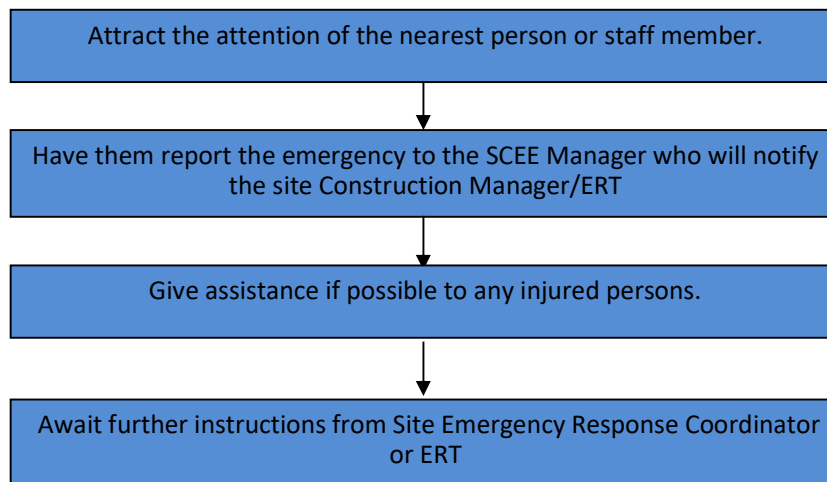 Attract the attention of the nearest person or staff member.
Have them report the emergency to the SCEE Manager who will notify
the site Construction Manager/ERT
Give assistance if possible to any injured persons.
Await further instructions from Site Emergency Response Coordinator
or ERT